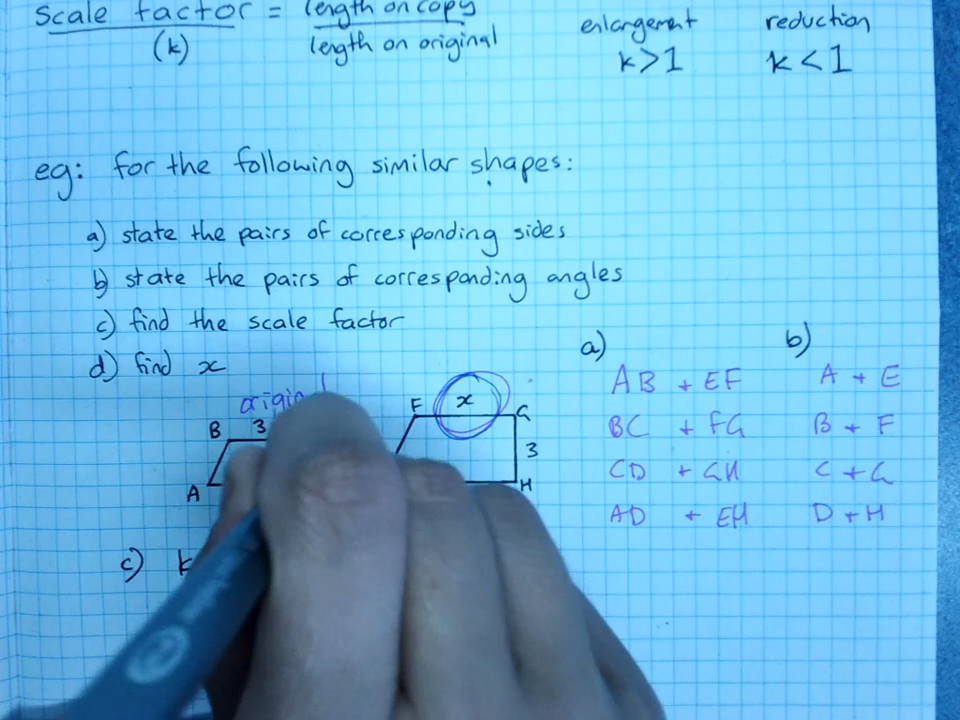 scale factor = length on copy
(k) length on original
enlargement reduction
k > 1 k < 1
eg: for the following similar shapes:
a) state the pairs of corresponding sides
b) state the pairs of corresponding angles
c) find the scale factor
d) find x
a) b)
AB + EF A + E
BC + FG B + F
CD + GH C + G
AD + EH D + H
B 3
A
F x G
3
H
c) k